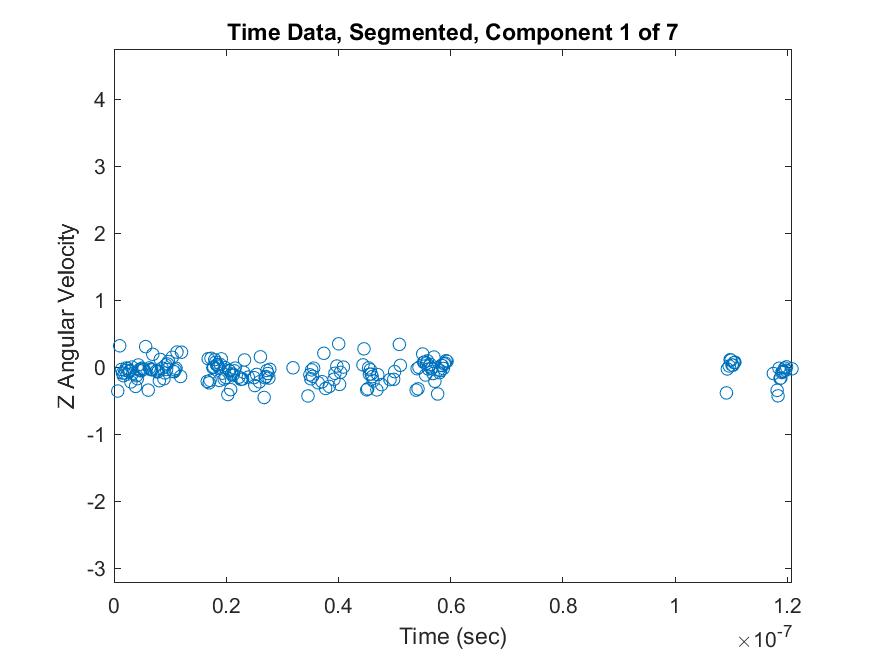 Time Data, Segmented, Component 1 of 7
4
3
2
1
0
-1
-2
-3
Z Angular Velocity
0 0.2 0.4 0.6 0.8 1 1.2
Time (sec)
×10-7